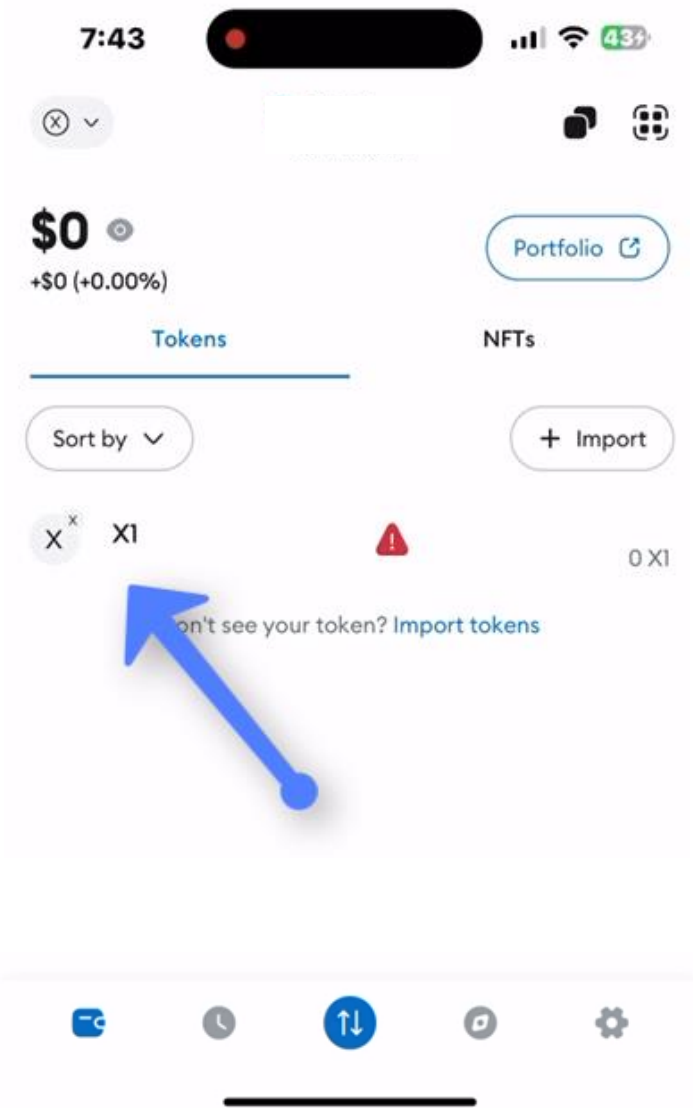 7:43 43
X
$0
Portfolio
+$0 (+0.00%)
Tokens NFTs
Sort by + Import
X x X1
! 0 X1
on't see your token? Import tokens